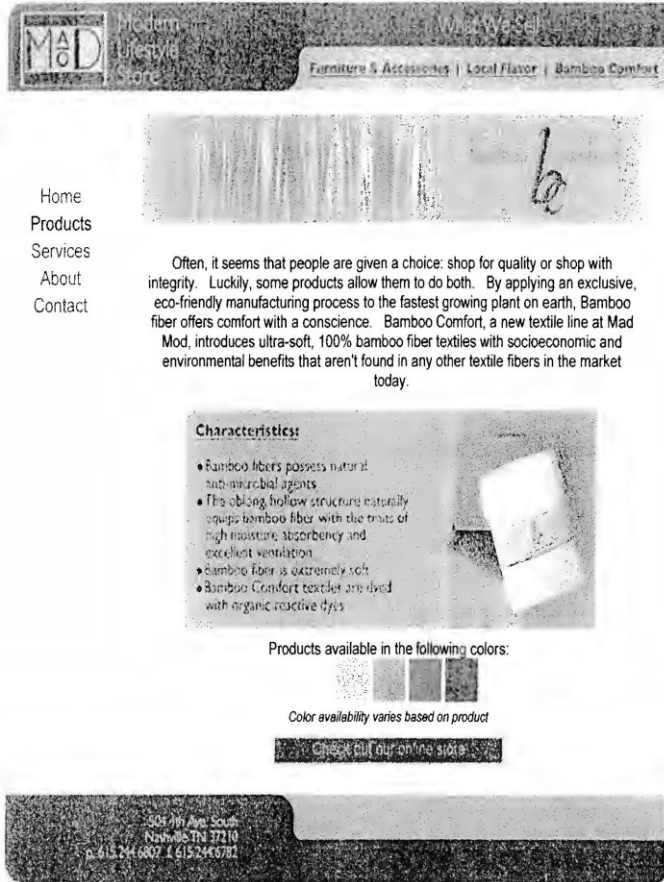 MAOD
Modern
Lifestyle
Store
What We Sell
Furniture & Accessories | Local Flavor | Bamboo Comfort
Home
Products
Services
About
Contact
bc
Often, it seems that people are given a choice: shop for quality or shop with
integrity. Luckily, some products allow them to do both. By applying an exclusive,
eco-friendly manufacturing process to the fastest growing plant on earth, Bamboo
fiber offers comfort with a conscience. Bamboo Comfort, a new textile line at Mad
Mod, introduces ultra-soft, 100% bamboo fiber textiles with socioeconomic and
environmental benefits that aren't found in any other textile fibers in the market
today.
Characteristics:
• Bamboo fibers possess natural
anti-microbial agents
• The oblong, hollow structure naturally
equips bamboo fiber with the traits of
high moisture absorbency and
excellent ventilation
• Bamboo fiber is extremely soft
• Bamboo Comfort textiles are dyed
with organic reactive dyes
Products available in the following colors:
Color availability varies based on product
Check out our online store
504 4th Ave. South
Nashville TN 37210
p. 615.244.6807 f. 615.244.6782